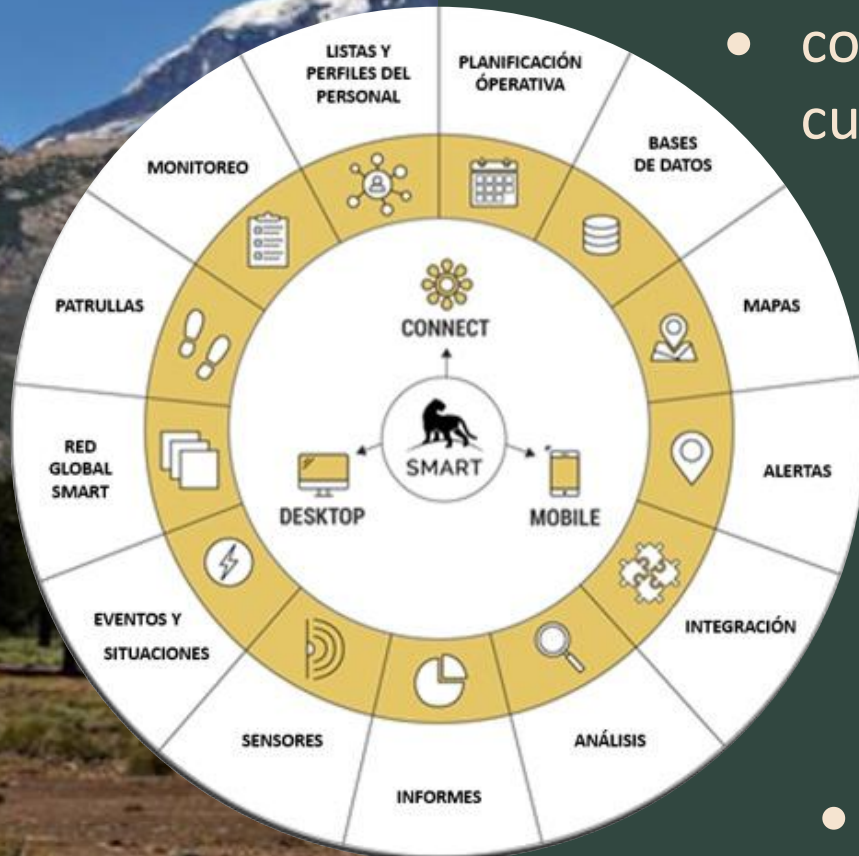 LISTAS Y
PERFILES DEL
PERSONAL
PLANIFICACIÓN
ÓPERATIVA
BASES
DE DATOS
MAPAS
ALERTAS
INTEGRACIÓN
ANÁLISIS
INFORMES
SENSORES
EVENTOS Y
SITUACIONES
RED
GLOBAL
SMART
PATRULLAS
MONITOREO
CONNECT
SMART
DESKTOP
MOBILE
• co
cu
•